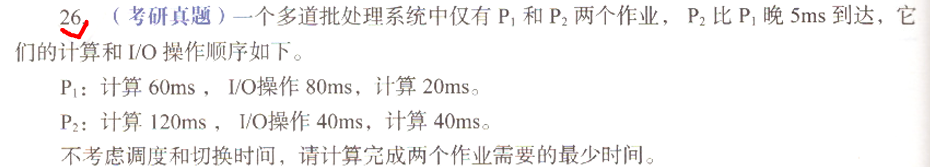 26. （考研真题）一个多道批处理系统中仅有 P₁ 和 P₂ 两个作业， P₂ 比 P₁ 晚 5ms 到达，它
们的计算和 I/O 操作顺序如下。
P₁：计算 60ms ， I/O操作 80ms，计算 20ms。
P₂：计算 120ms ， I/O操作 40ms，计算 40ms。
不考虑调度和切换时间，请计算完成两个作业需要的最少时间。